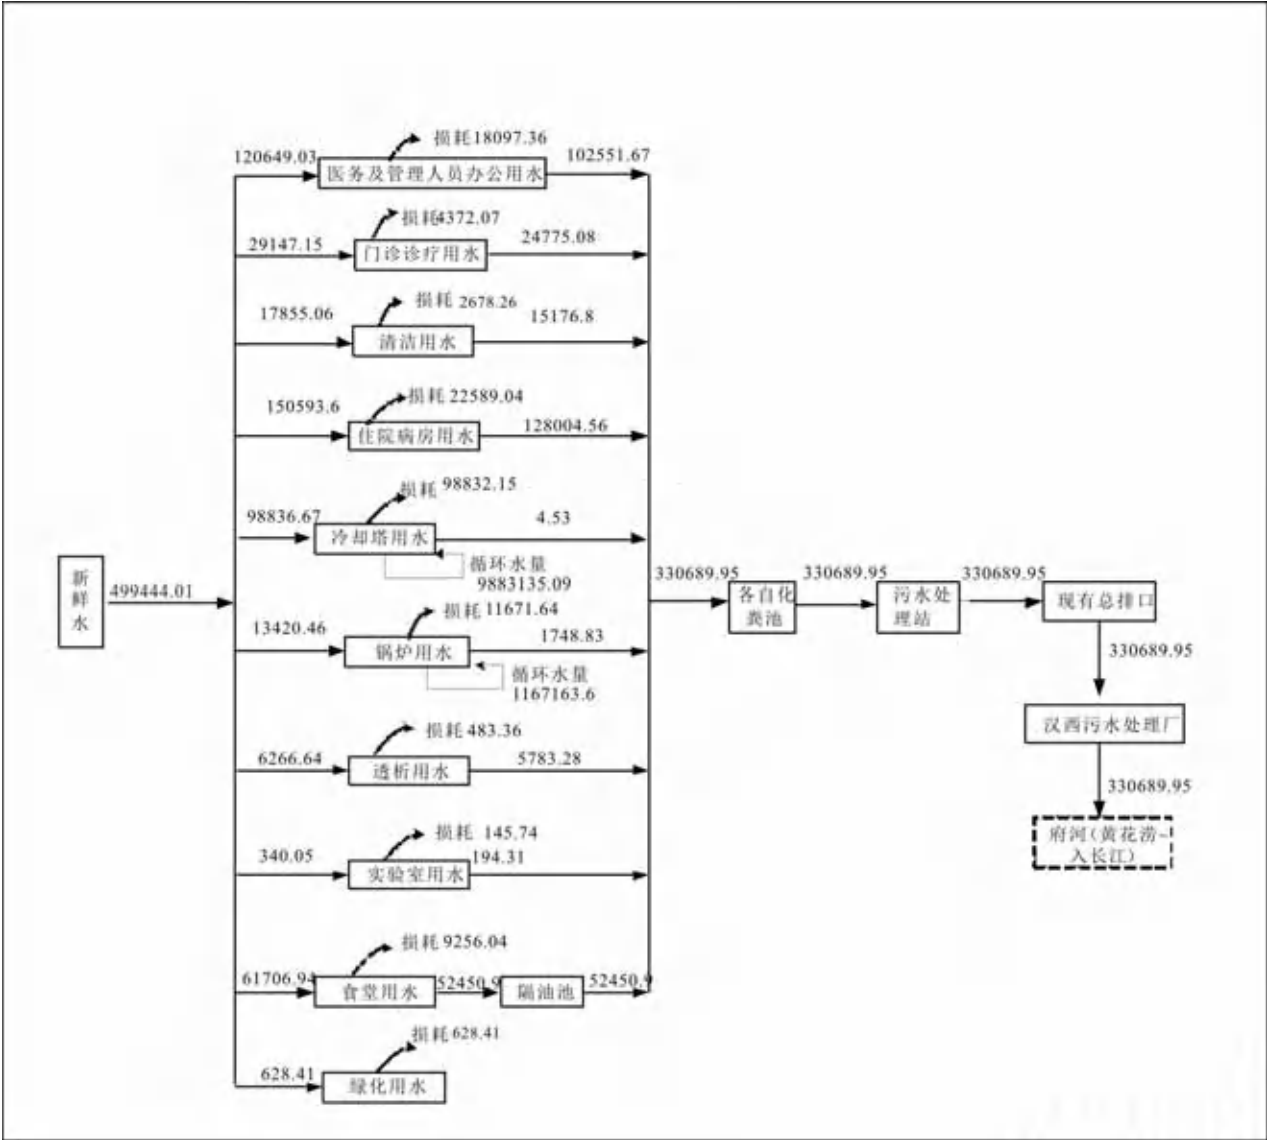 损耗18097.36
120649.03
102551.67
医务及管理人员办公用水
损耗4372.07
29147.15
24775.08
门诊诊疗用水
损耗 2678.26
17855.06
15176.8
清洁用水
损耗 22589.04
150593.6
128004.56
住院病房用水
损耗 98832.15
98836.67
4.53
冷却塔用水
循环水量
9883135.09
新
鲜
水
499444.01
损耗11671.64
13420.46
1748.83
锅炉用水
循环水量
1167163.6
330689.95
各自化
粪池
330689.95
污水处
理站
330689.95
现有总排口
330689.95
汉西污水处理厂
330689.95
府河(黄花涝~
入长江)
损耗 483.36
6266.64
5783.28
透析用水
损耗 145.74
340.05
194.31
实验室用水
损耗 9256.04
61706.94
食堂用水
52450.9
隔油池
52450.9
损耗628.41
628.41
绿化用水